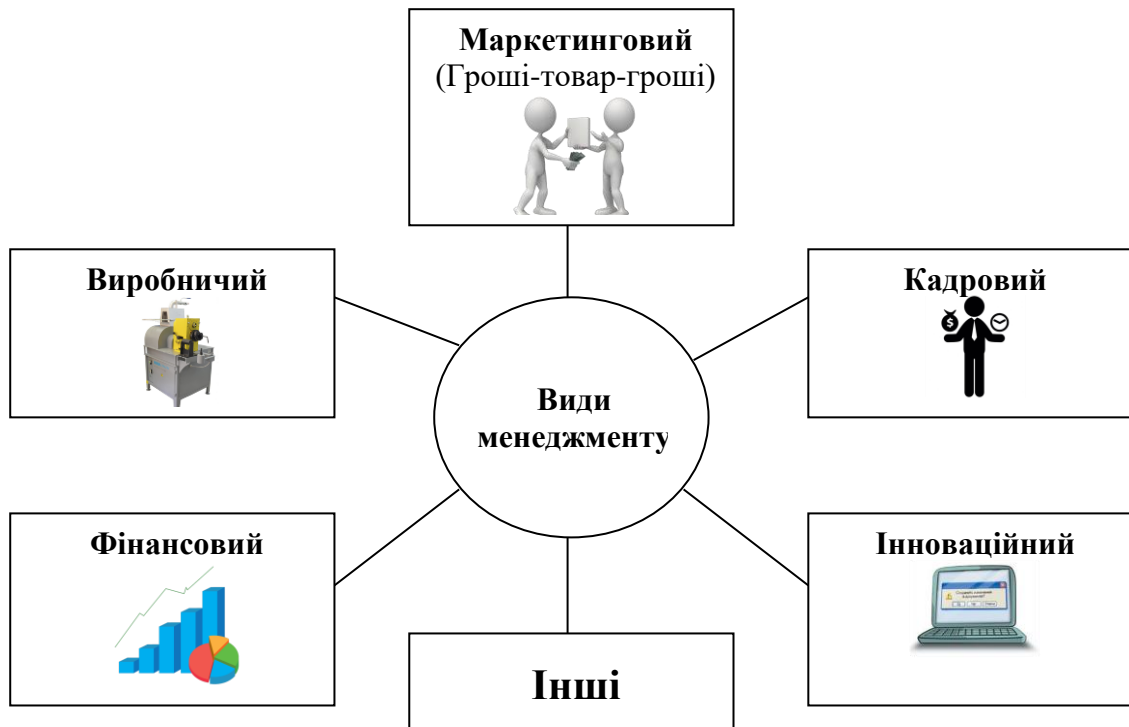 Маркетинговий
(Гроші-товар-гроші)
Виробничий
Кадровий
Види
менеджменту
Фінансовий
Інноваційний
Інші